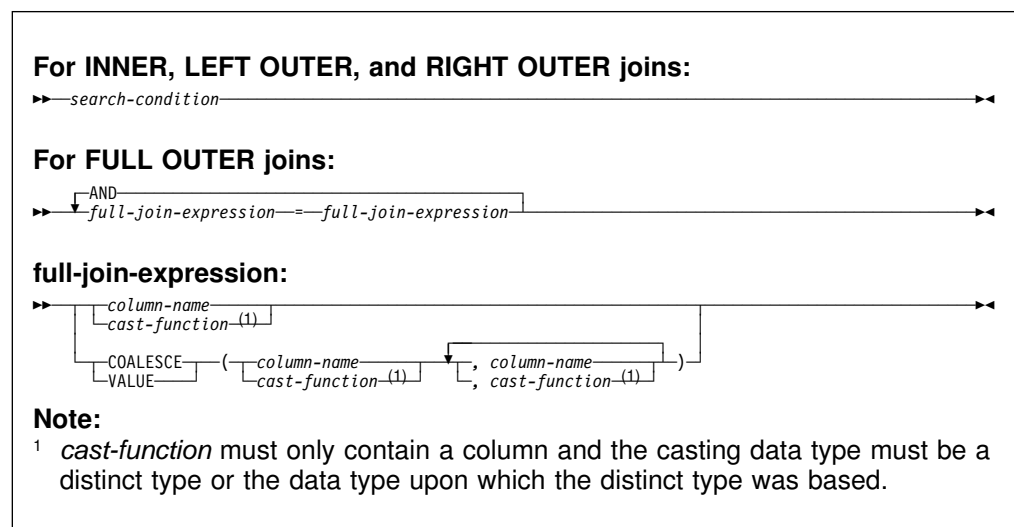 For INNER, LEFT OUTER, and RIGHT OUTER joins:
search-condition
For FULL OUTER joins:
AND
full-join-expression = full-join-expression
full-join-expression:
column-name
cast-function (1)
COALESCE ( column-name , column-name )
VALUE cast-function (1) , cast-function (1)
Note:
1 cast-function must only contain a column and the casting data type must be a
distinct type or the data type upon which the distinct type was based.